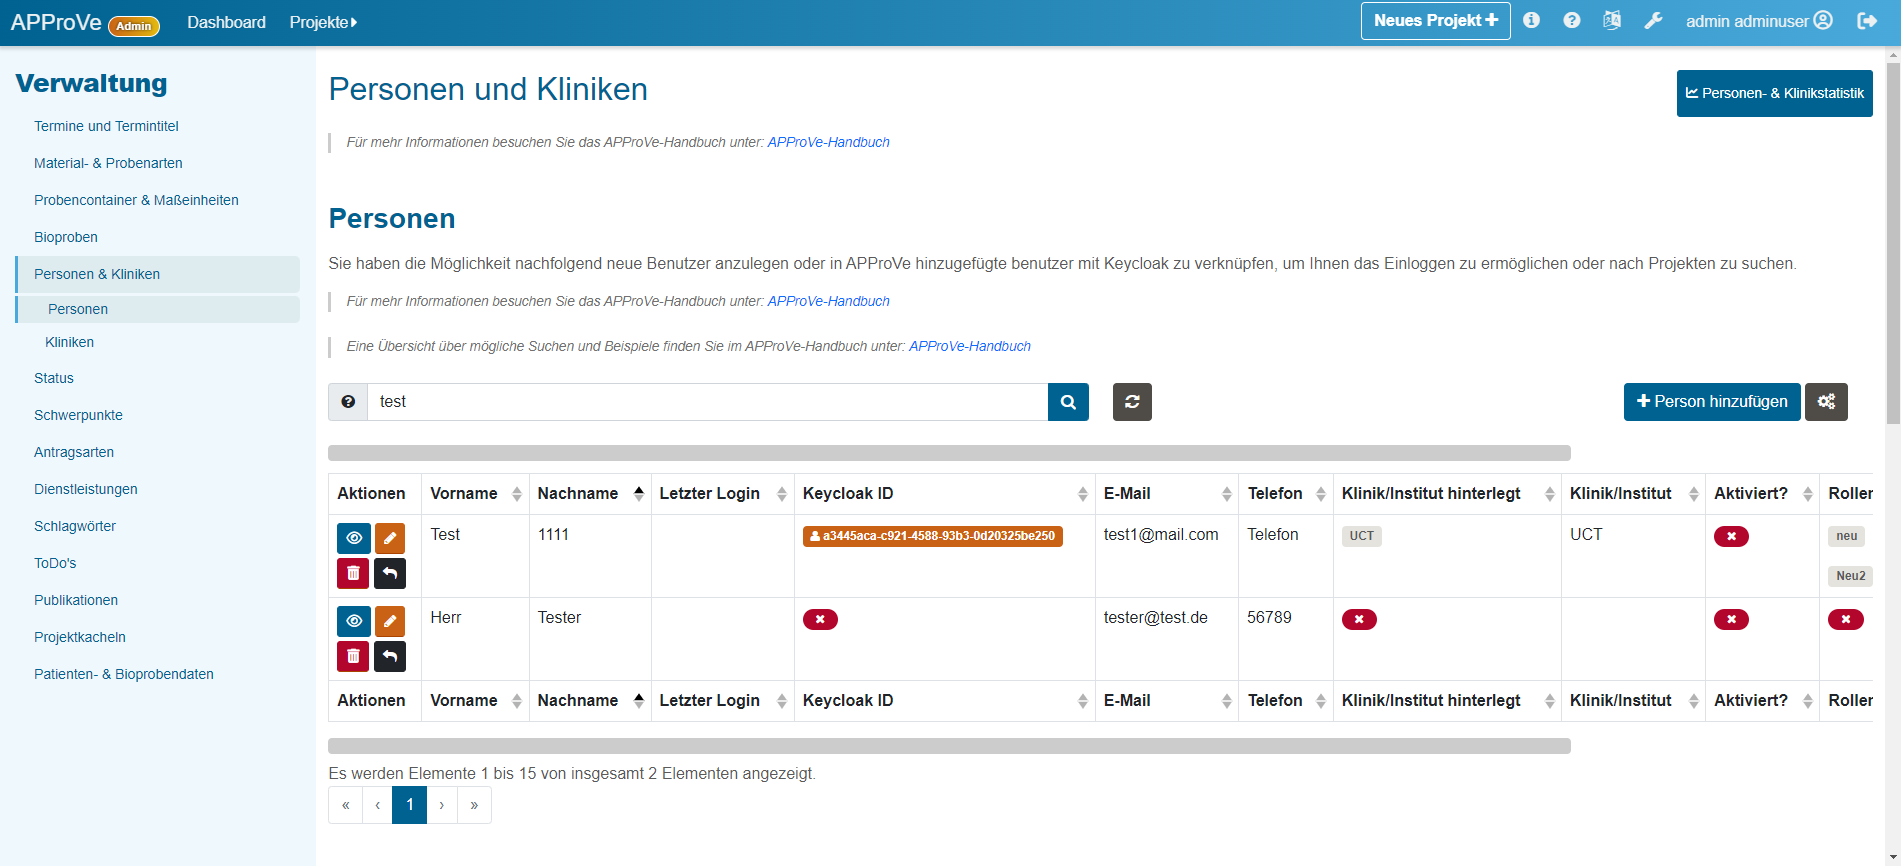 APProVe Admin Dashboard Projekte Neues Projekt admin adminuser
Verwaltung
Termine und Termintitel
Material- & Probenarten
Probencontainer & Maßeinheiten
Bioproben
Personen & Kliniken
Personen
Kliniken
Status
Schwerpunkte
Antragsarten
Dienstleistungen
Schlagwörter
ToDo's
Publikationen
Projektkacheln
Patienten- & Bioprobendaten
Personen und Kliniken
Personen- & Klinikstatistik
Für mehr Informationen besuchen Sie das APProVe-Handbuch unter: APProVe-Handbuch
Personen
Sie haben die Möglichkeit nachfolgend neue Benutzer anzulegen oder in APProVe hinzugefügte benutzer mit Keycloak zu verknüpfen, um Ihnen das Einloggen zu ermöglichen oder nach Projekten zu suchen.
Für mehr Informationen besuchen Sie das APProVe-Handbuch unter: APProVe-Handbuch
Eine Übersicht über mögliche Suchen und Beispiele finden Sie im APProVe-Handbuch unter: APProVe-Handbuch
test
Person hinzufügen
Aktionen Vorname Nachname Letzter Login Keycloak ID E-Mail Telefon Klinik/Institut hinterlegt Klinik/Institut Aktiviert? Roller
Test 1111 a3445aca-c921-4588-93b3-0d20325be250 test1@mail.com Telefon UCT UCT neu
Neu2
Herr Tester tester@test.de 56789
Aktionen Vorname Nachname Letzter Login Keycloak ID E-Mail Telefon Klinik/Institut hinterlegt Klinik/Institut Aktiviert? Roller
Es werden Elemente 1 bis 15 von insgesamt 2 Elementen angezeigt.
« ‹ 1 › »